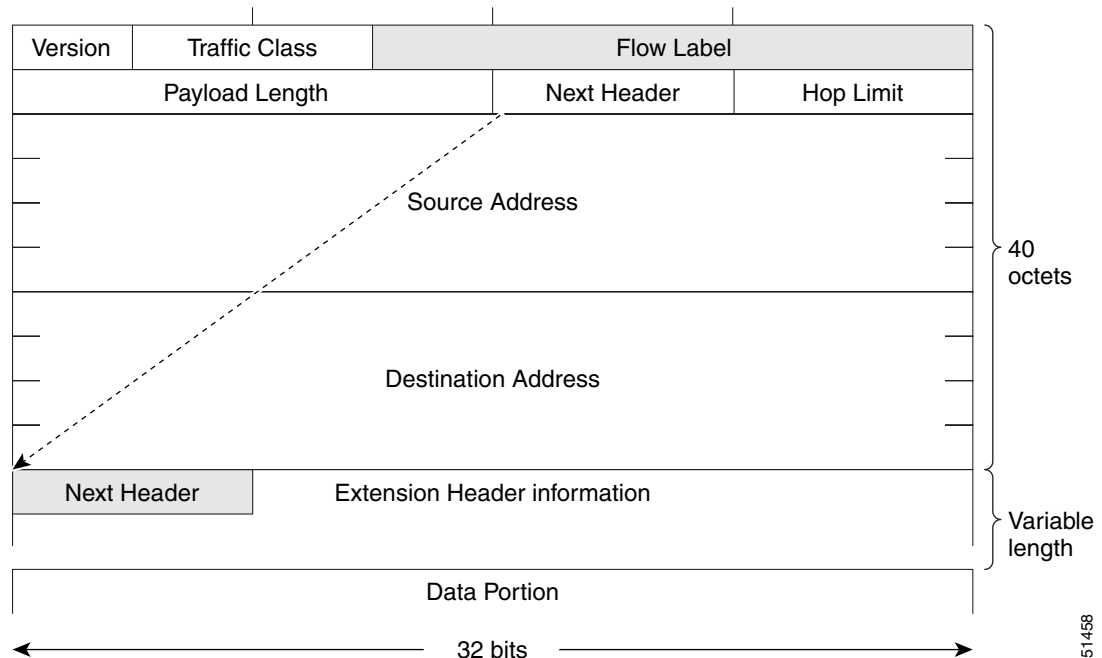 Version Traffic Class Flow Label
Payload Length Next Header Hop Limit
Source Address
40
octets
Destination Address
Next Header Extension Header information
Variable
length
Data Portion
32 bits
51458